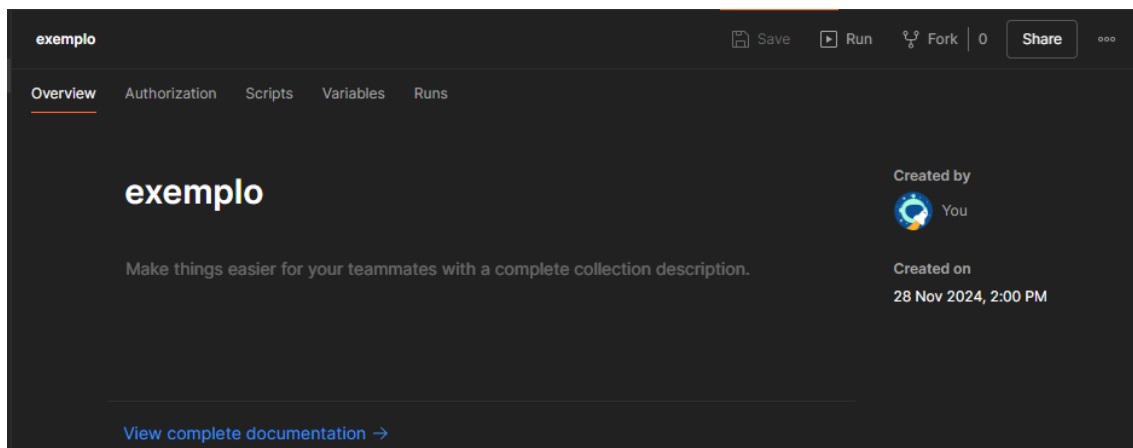 exemplo Save Run Fork 0 Share
Overview Authorization Scripts Variables Runs
exemplo
Make things easier for your teammates with a complete collection description.
Created by
You
Created on
28 Nov 2024, 2:00 PM
View complete documentation →